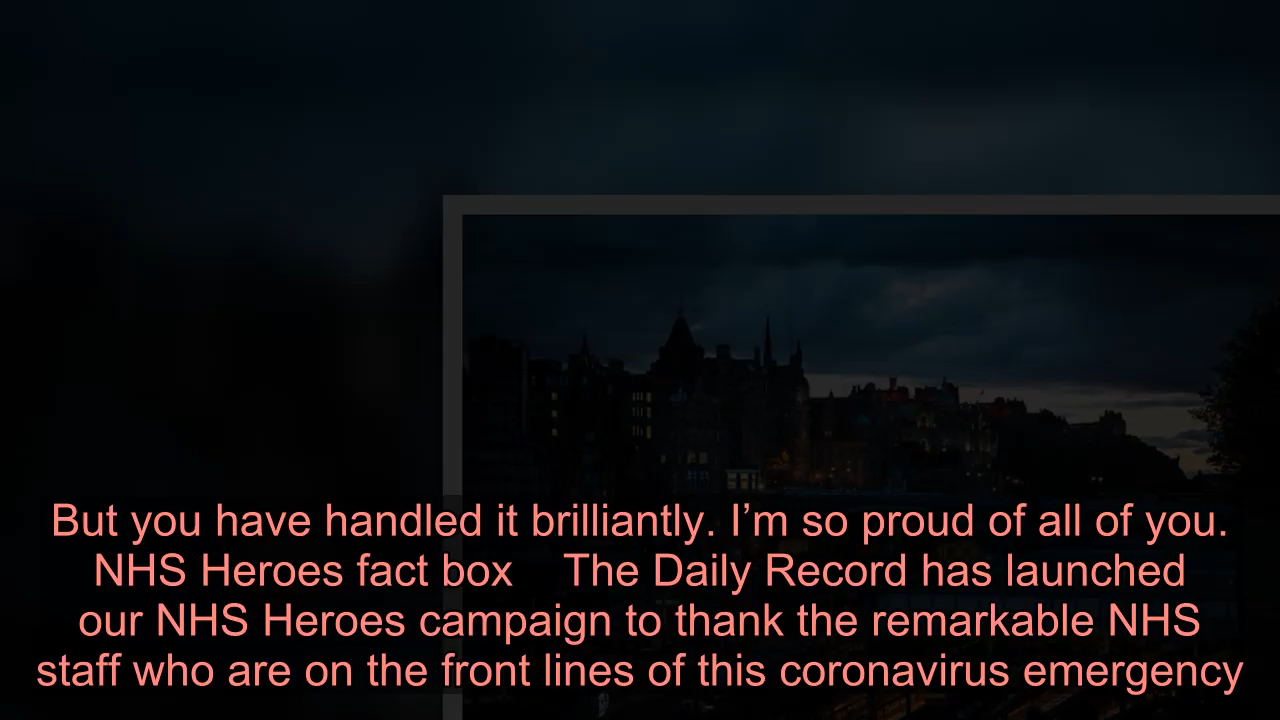 But you have handled it brilliantly. I’m so proud of all of you.
NHS Heroes fact box The Daily Record has launched
our NHS Heroes campaign to thank the remarkable NHS
staff who are on the front lines of this coronavirus emergency